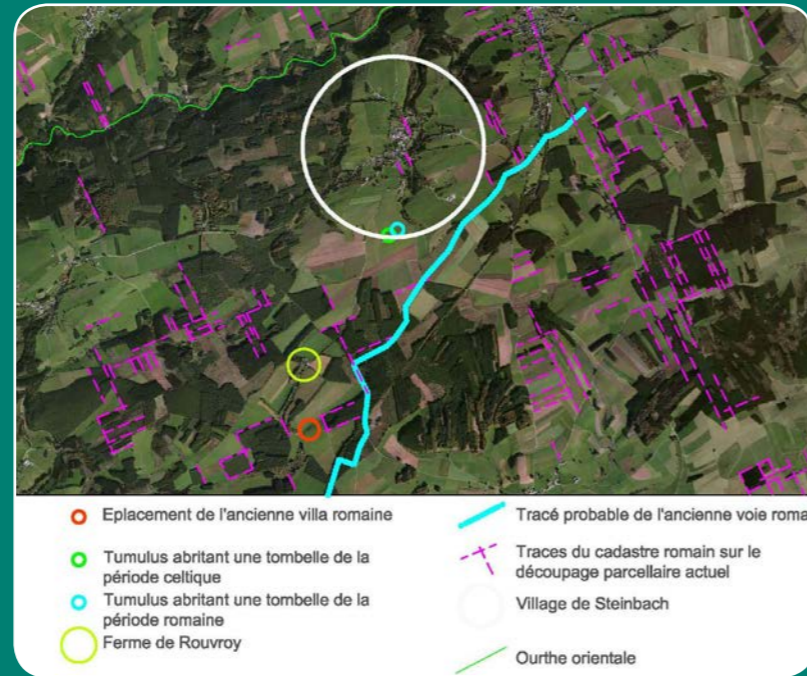 Eplacement de l'ancienne villa romaine
Tumulus abritant une tombelle de la
période celtique
Tumulus abritant une tombelle de la
période romaine
Ferme de Rouvroy
Tracé probable de l'ancienne voie roma
Traces du cadastre romain sur le
découpage parcellaire actuel
Village de Steinbach
Ourthe orientale